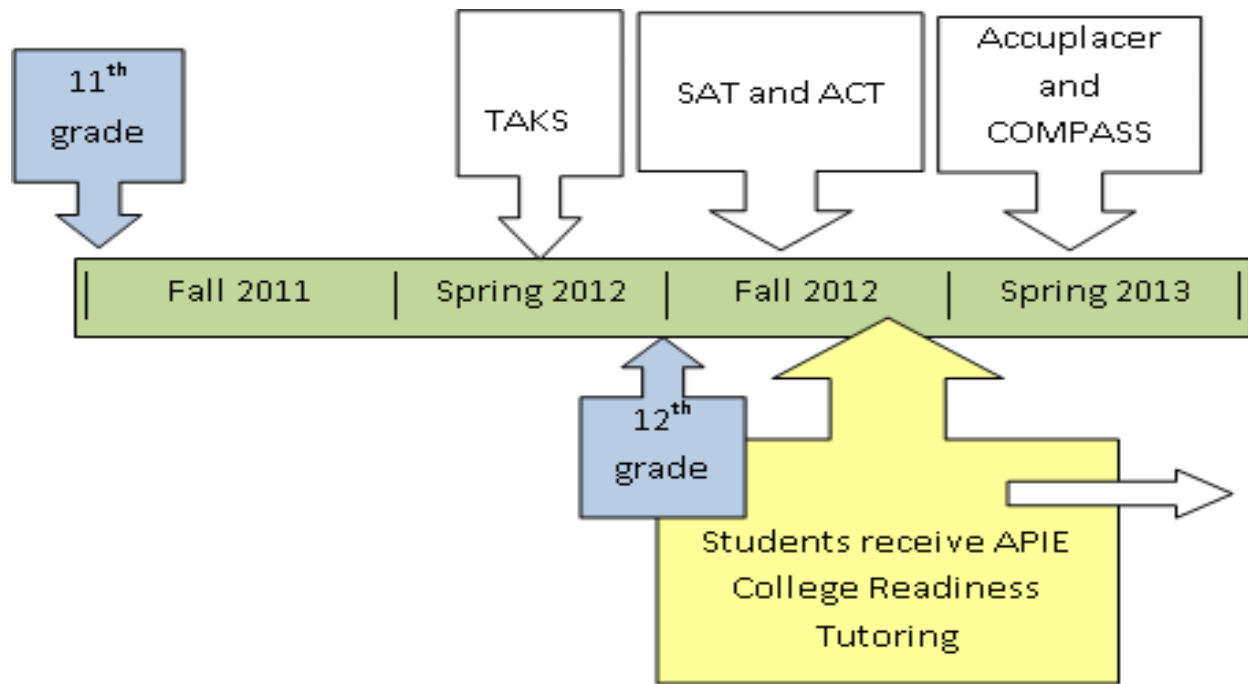 11th
grade
TAKS
SAT and ACT
Accuplacer
and
COMPASS
Fall 2011
Spring 2012
Fall 2012
Spring 2013
12th
grade
Students receive APIE
College Readiness
Tutoring